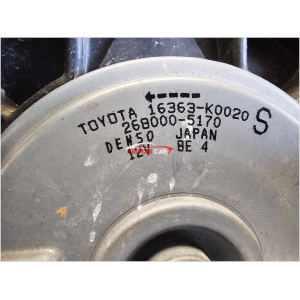 TOYOTA 16363-K0020 S
268000-5170
DENSO JAPAN
12V BE 4